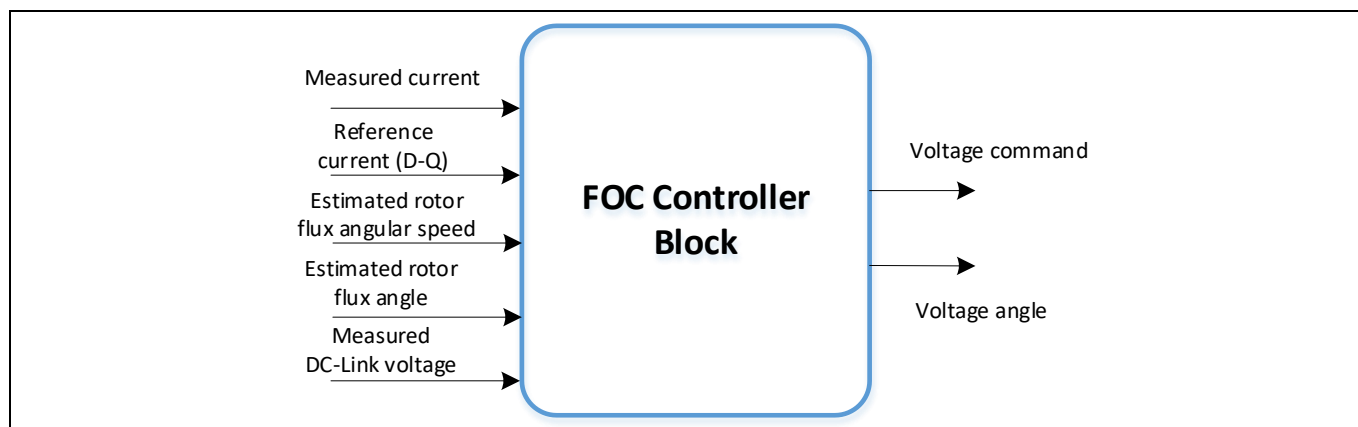 Measured current
Reference
current (D-Q)
Estimated rotor
flux angular speed
Estimated rotor
flux angle
Measured
DC-Link voltage
FOC Controller
Block
Voltage command
Voltage angle